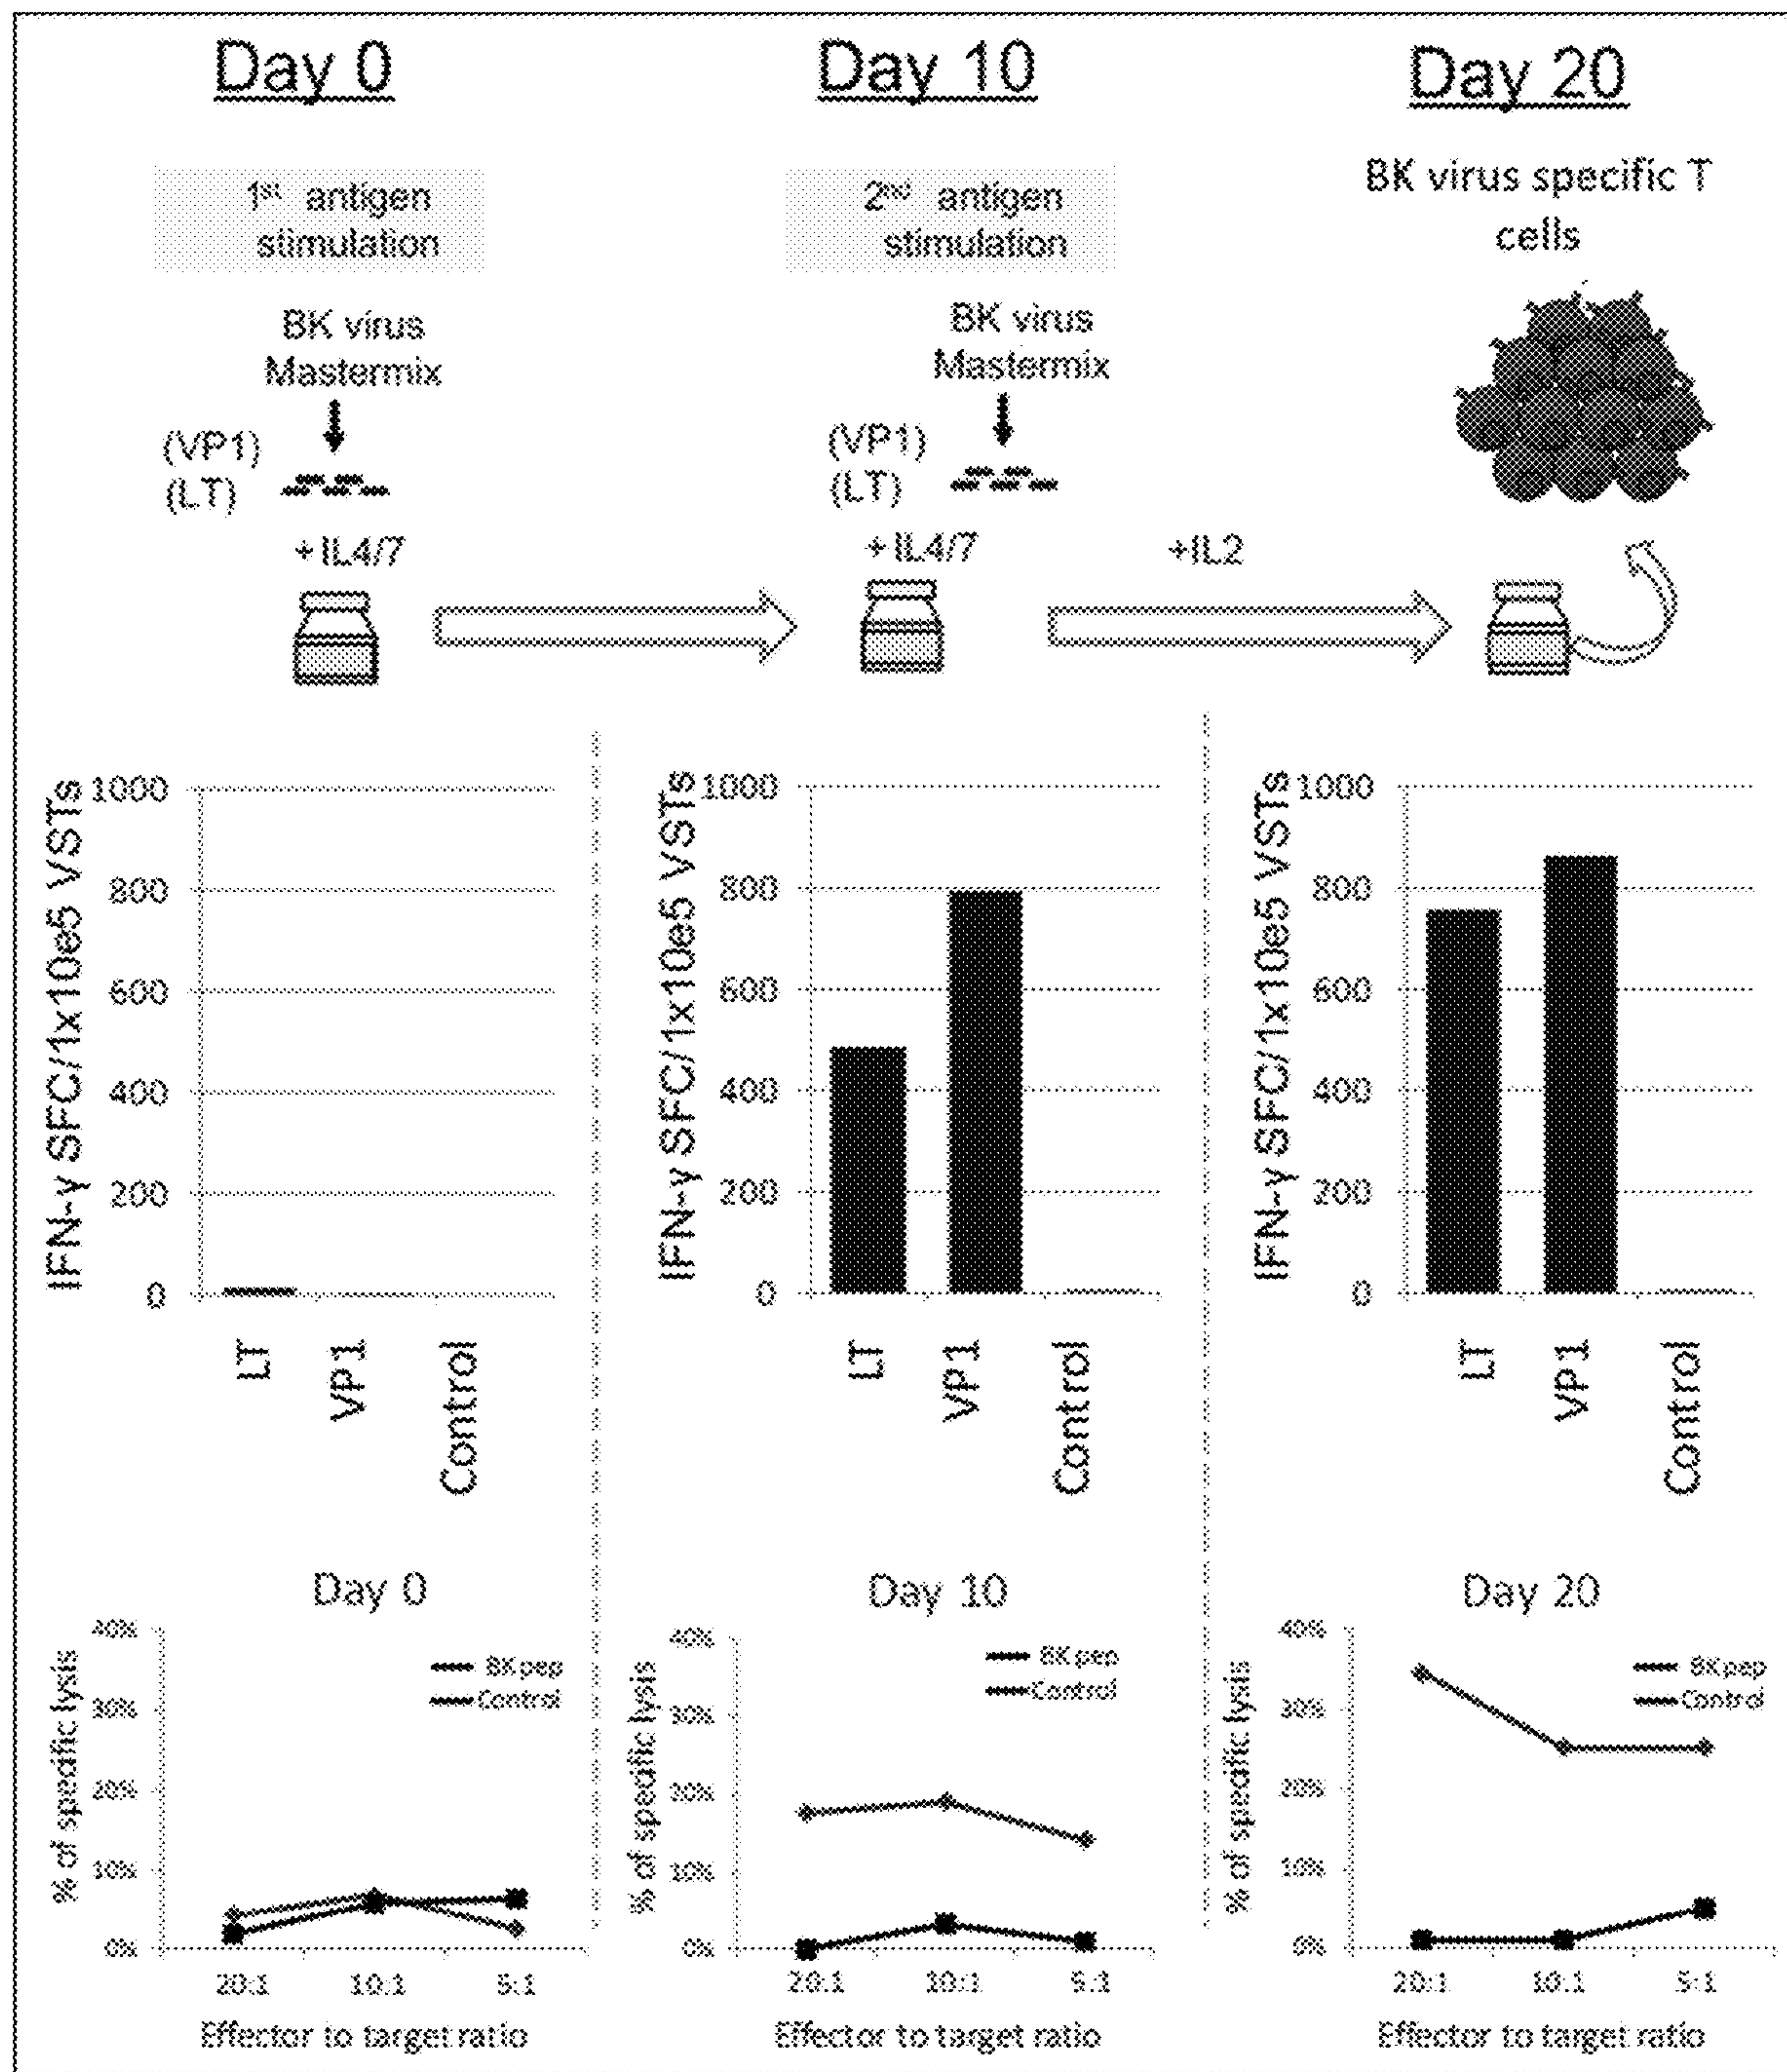 Day 0
1st antigen
stimulation
BK virus
Mastermix
(VP1)
(LT)
+ IL4/7
Day 10
2nd antigen
stimulation
BK virus
Mastermix
(VP1)
(LT)
+ IL4/7
+IL2
Day 20
BK virus specific T
cells
IFN-γ SFC/1x10e5 VSTs
1000
800
600
400
200
0
LT
VP1
Control
IFN-γ SFC/1x10e5 VSTs
1000
800
600
400
200
0
LT
VP1
Control
IFN-γ SFC/1x10e5 VSTs
1000
800
600
400
200
0
LT
VP1
Control
Day 0
% of specific lysis
40%
30%
20%
10%
0%
BK pep
Control
20:1
10:1
5:1
Effector to target ratio
Day 10
% of specific lysis
40%
30%
20%
10%
0%
BK pep
Control
20:1
10:1
5:1
Effector to target ratio
Day 20
% of specific lysis
40%
30%
20%
10%
0%
BK pep
Control
20:1
10:1
5:1
Effector to target ratio